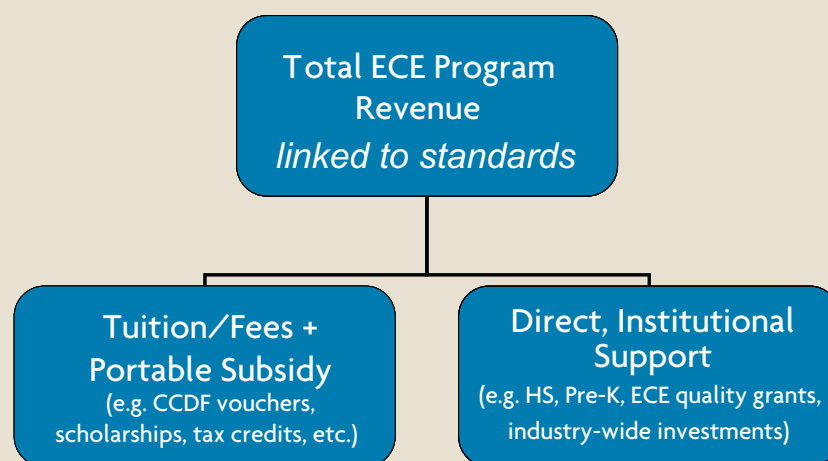 Total ECE Program
Revenue
linked to standards
Tuition/Fees +
Portable Subsidy
(e.g. CCDF vouchers,
scholarships, tax credits, etc.)
Direct, Institutional
Support
(e.g. HS, Pre-K, ECE quality grants,
industry-wide investments)